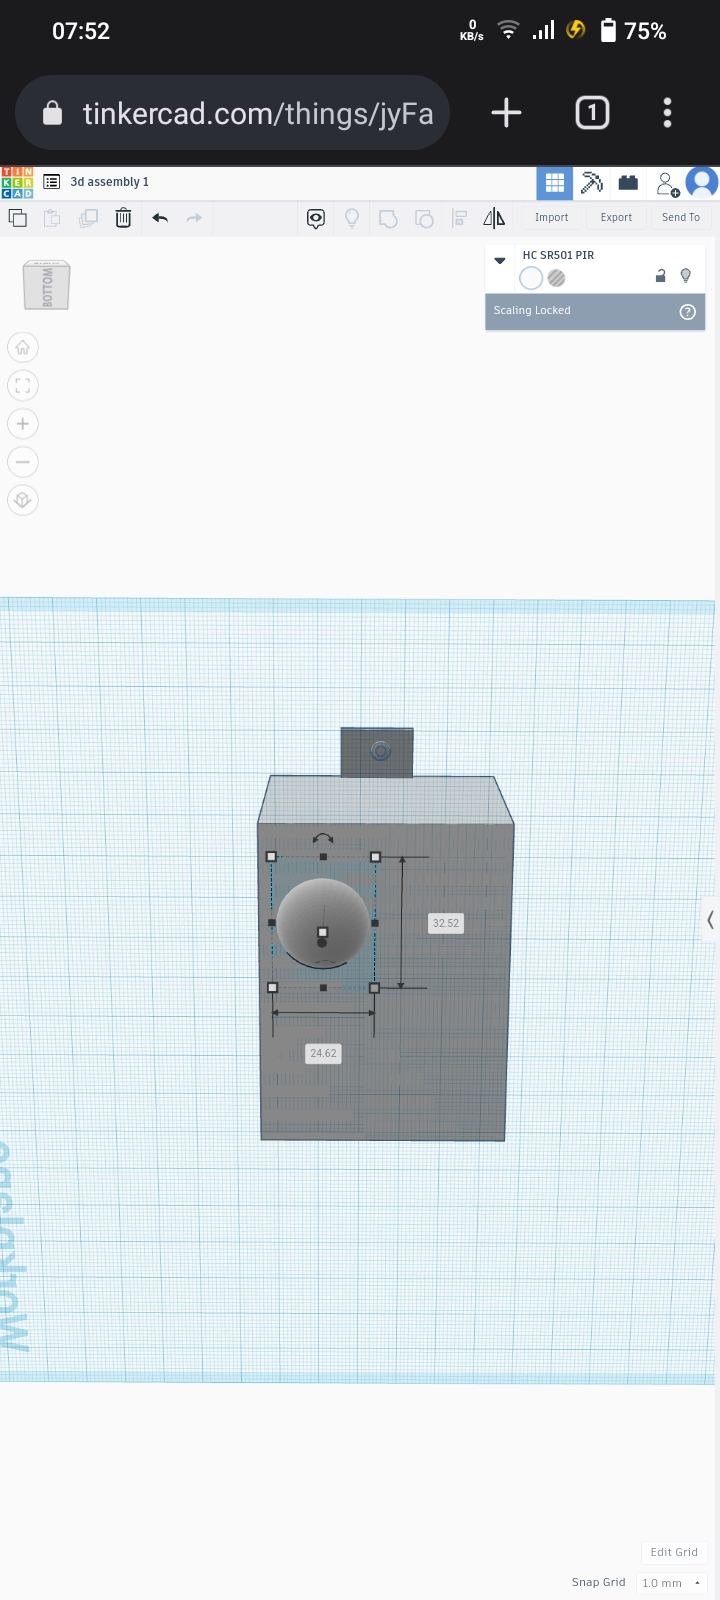 07:52
0
KB/s
75%
tinkercad.com/things/jyFa
1
TIN
KER
CAD
3d assembly 1
Import
Export
Send To
HC SR501 PIR
Scaling Locked
?
BOTTOM
32.52
24.62
Workplane
Edit Grid
Snap Grid
1.0 mm